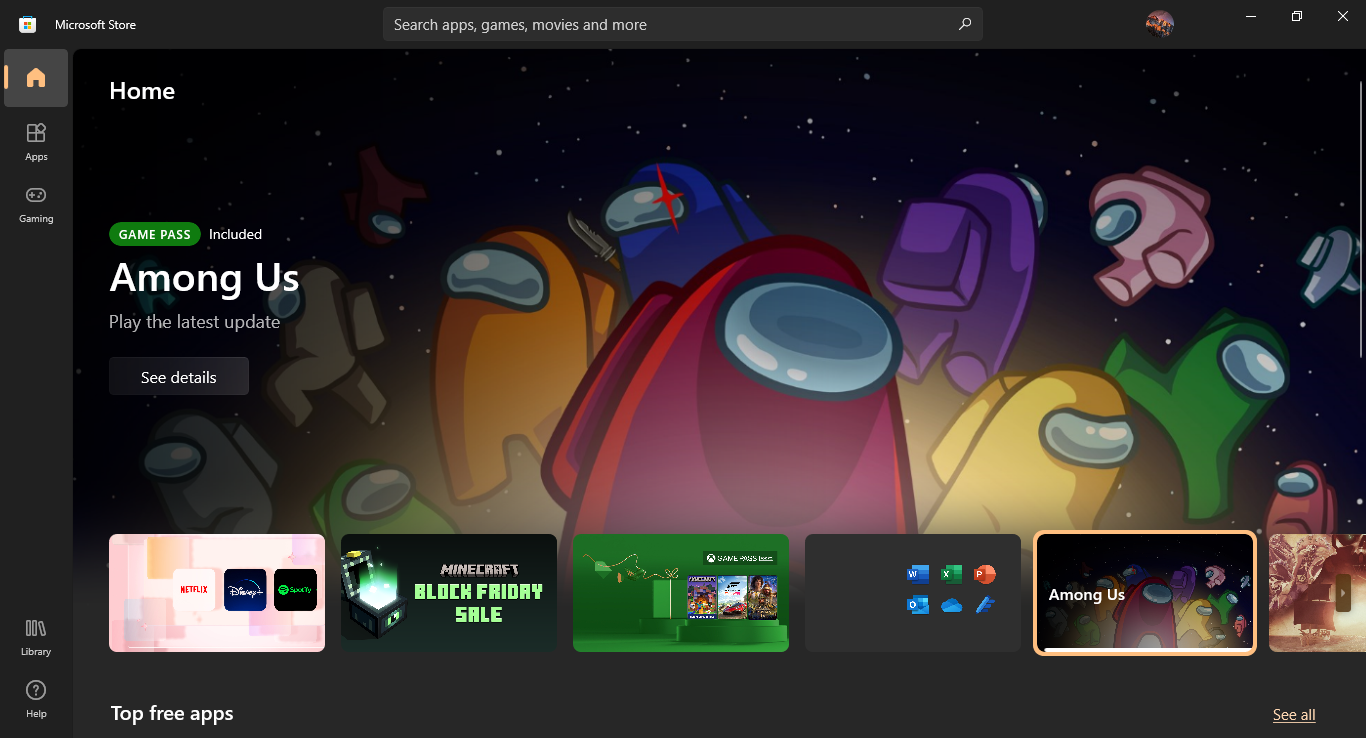 Microsoft Store
Search apps, games, movies and more
Home
Apps
Gaming
GAME PASS Included
Among Us
Play the latest update
See details
NETFLIX
Disney+
Spotify
MINECRAFT
BLOCK FRIDAY
SALE
GAME PASS
MINECRAFT
W
X
P
O
Among Us
Library
Help
Top free apps
See all